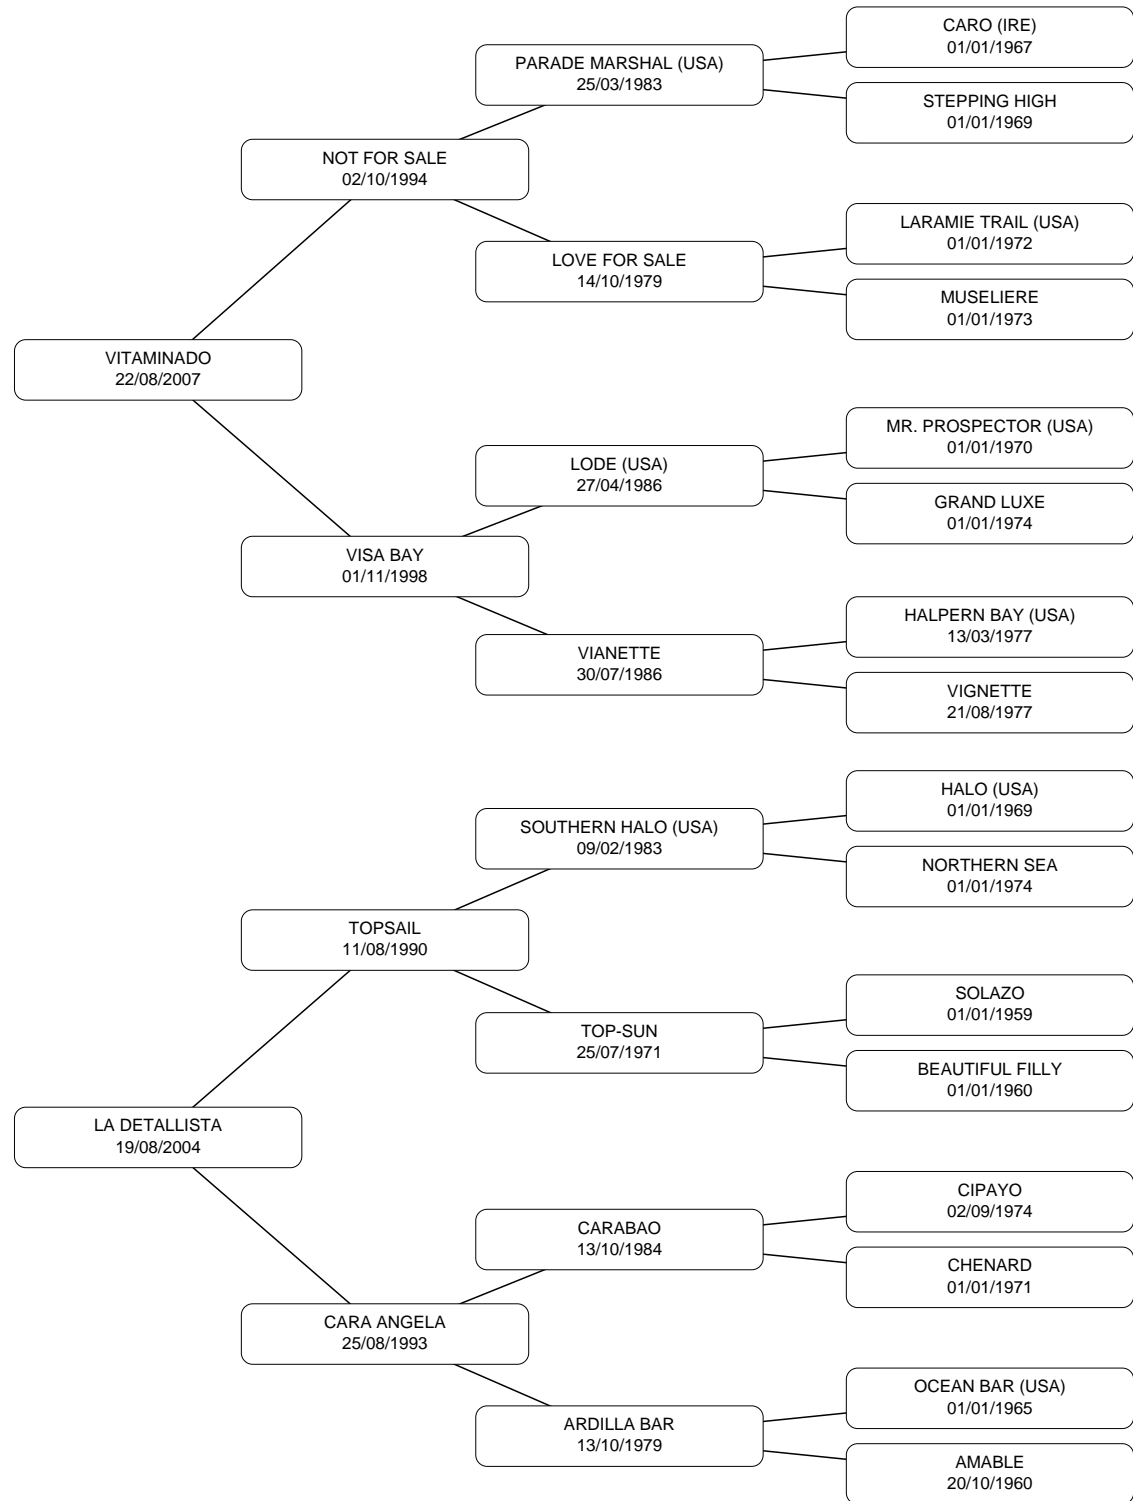 CARO (IRE)
01/01/1967
PARADE MARSHAL (USA)
25/03/1983
STEPPING HIGH
01/01/1969
NOT FOR SALE
02/10/1994
LARAMIE TRAIL (USA)
01/01/1972
LOVE FOR SALE
14/10/1979
MUSELIERE
01/01/1973
VITAMINADO
22/08/2007
MR. PROSPECTOR (USA)
01/01/1970
LODE (USA)
27/04/1986
GRAND LUXE
01/01/1974
VISA BAY
01/11/1998
HALPERN BAY (USA)
13/03/1977
VIANETTE
30/07/1986
VIGNETTE
21/08/1977
HALO (USA)
01/01/1969
SOUTHERN HALO (USA)
09/02/1983
NORTHERN SEA
01/01/1974
TOPSAIL
11/08/1990
SOLAZO
01/01/1959
TOP-SUN
25/07/1971
BEAUTIFUL FILLY
01/01/1960
LA DETALLISTA
19/08/2004
CIPAYO
02/09/1974
CARABAO
13/10/1984
CHENARD
01/01/1971
CARA ANGELA
25/08/1993
OCEAN BAR (USA)
01/01/1965
ARDILLA BAR
13/10/1979
AMABLE
20/10/1960